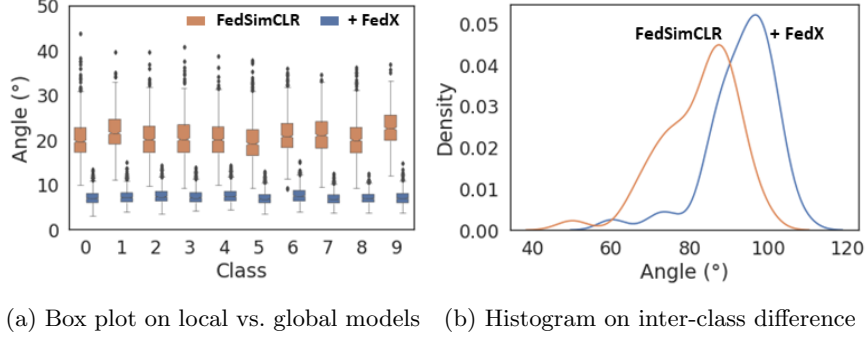 FedSimCLR + FedX
50
40
30
20
10
0
Angle (°)
0 1 2 3 4 5 6 7 8 9
Class
FedSimCLR + FedX
0.05
0.04
0.03
0.02
0.01
0.00
Density
40 60 80 100 120
Angle (°)
(a) Box plot on local vs. global models
(b) Histogram on inter-class difference